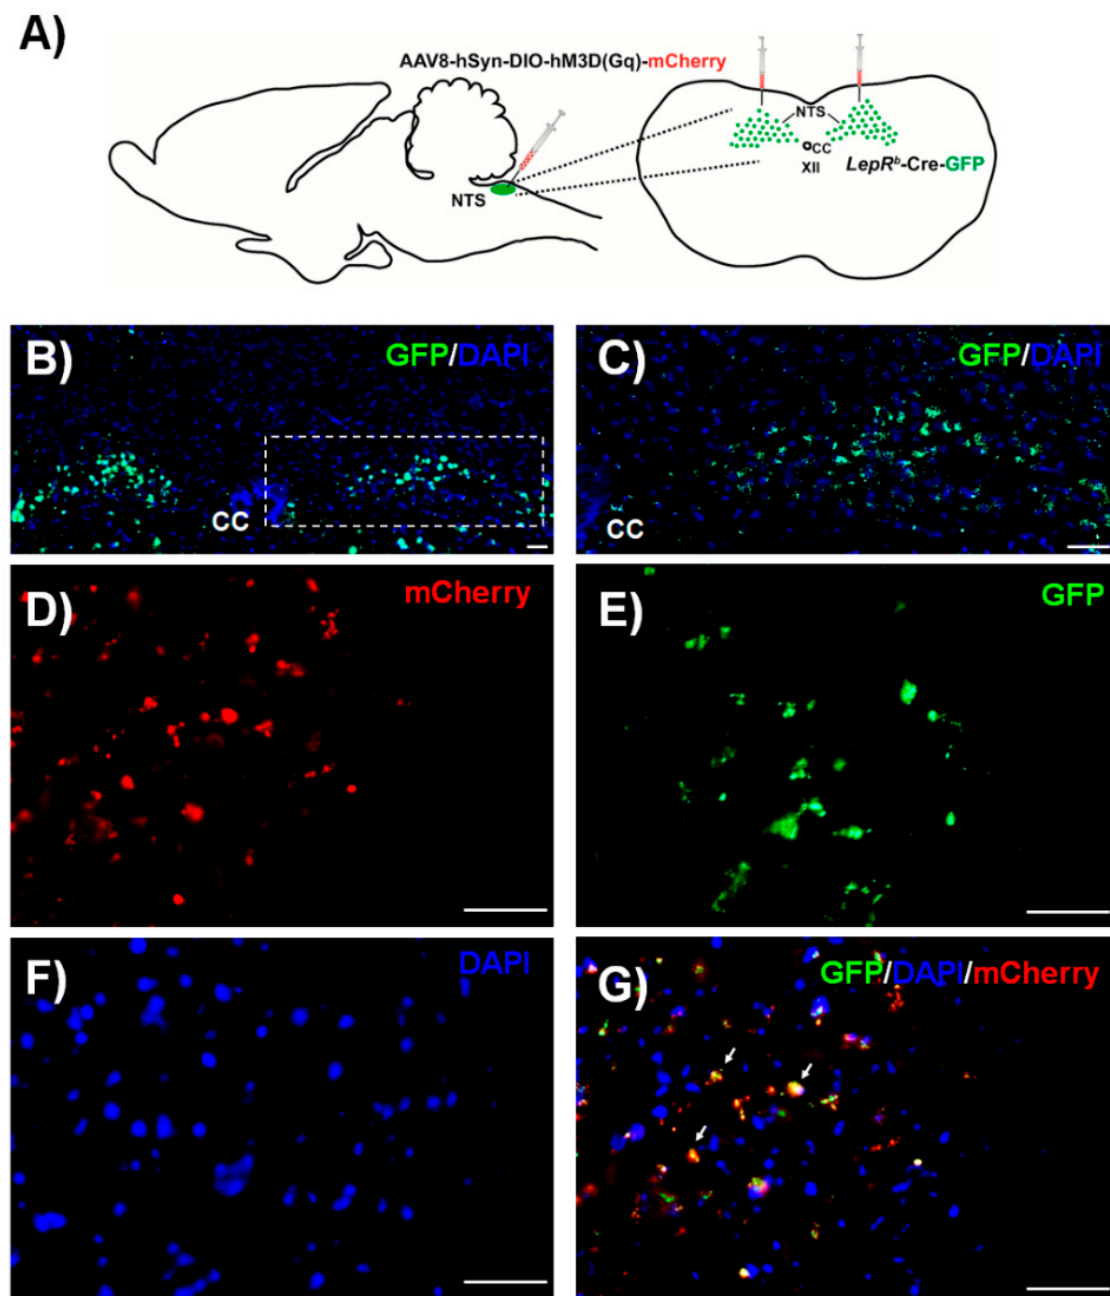 A)
AAV8-hSyn-DIO-hM3D(Gq)-mCherry
NTS
NTS
CC
XII
LepRᵇ-Cre-GFP
B)
GFP/DAPI
CC
C)
GFP/DAPI
CC
D)
mCherry
E)
GFP
F)
DAPI
G)
GFP/DAPI/mCherry